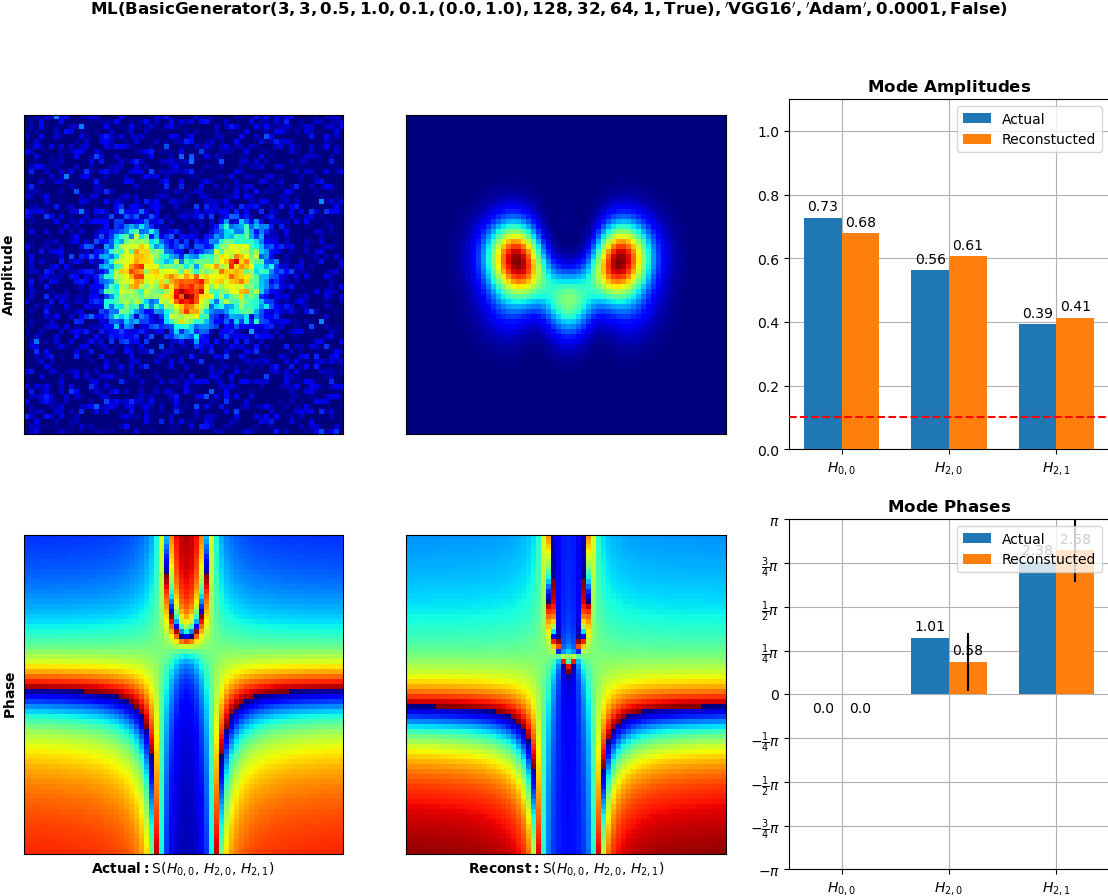 ML(BasicGenerator(3, 3, 0.5, 1.0, 0.1, (0.0, 1.0), 128, 32, 64, 1, True), ′VGG16′, ′Adam′, 0.0001, False)
Amplitude
Mode Amplitudes
Actual
Reconstucted
1.0
0.8
0.6
0.4
0.2
0.0
0.73
0.68
0.56
0.61
0.39
0.41
H0,0
H2,0
H2,1
Phase
Actual: S(H0,0, H2,0, H2,1)
Reconst: S(H0,0, H2,0, H2,1)
Mode Phases
Actual
Reconstucted
π
3/4π
1/2π
1/4π
0
−1/4π
−1/2π
−3/4π
−π
0.0
0.0
1.01
0.58
2.38
2.58
H0,0
H2,0
H2,1